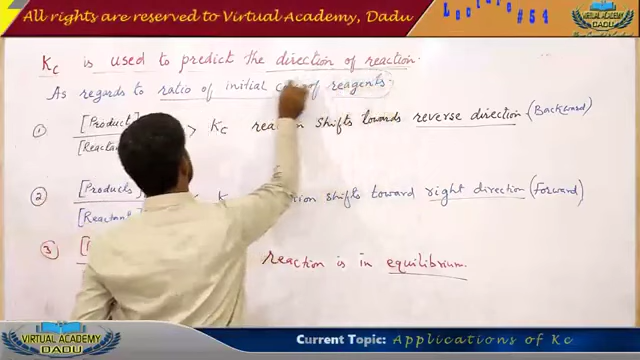 All rights are reserved to Virtual Academy, Dadu
Lecture #54
VIRTUAL ACADEMY
DADU
Kc is used to predict the direction of reaction.
As regards to ratio of initial of reagents.
① [Product > Kc reaction shifts towards reverse direction (Backward)
[Reactan
② [Products] shifts toward right direction (Forward)
[Reactant]
③ reaction is in equilibrium.
VIRTUAL ACADEMY
DADU
Current Topic: Applications of Kc